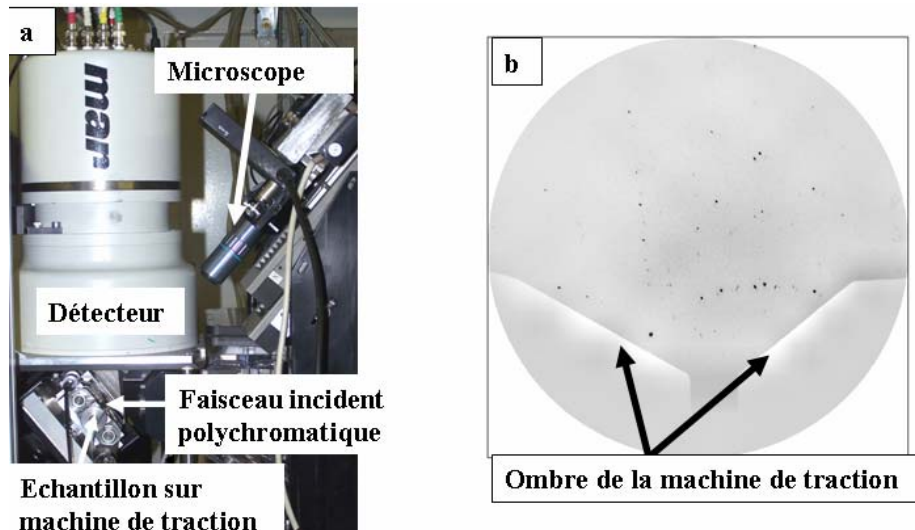 a
Microscope
mar
Détecteur
Faisceau incident
polychromatique
Echantillon sur
machine de traction
b
Ombre de la machine de traction